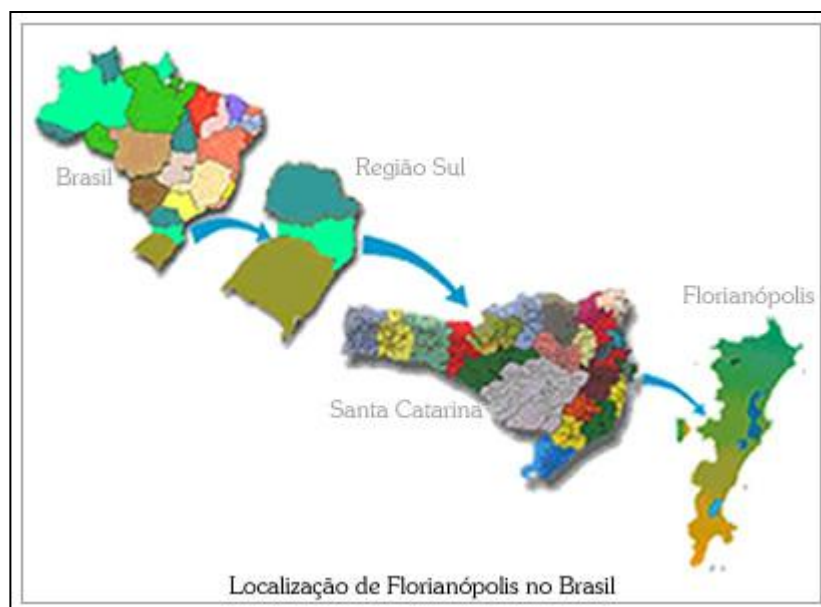 Brasil
Região Sul
Florianópolis
Santa Catarina
Localização de Florianópolis no Brasil